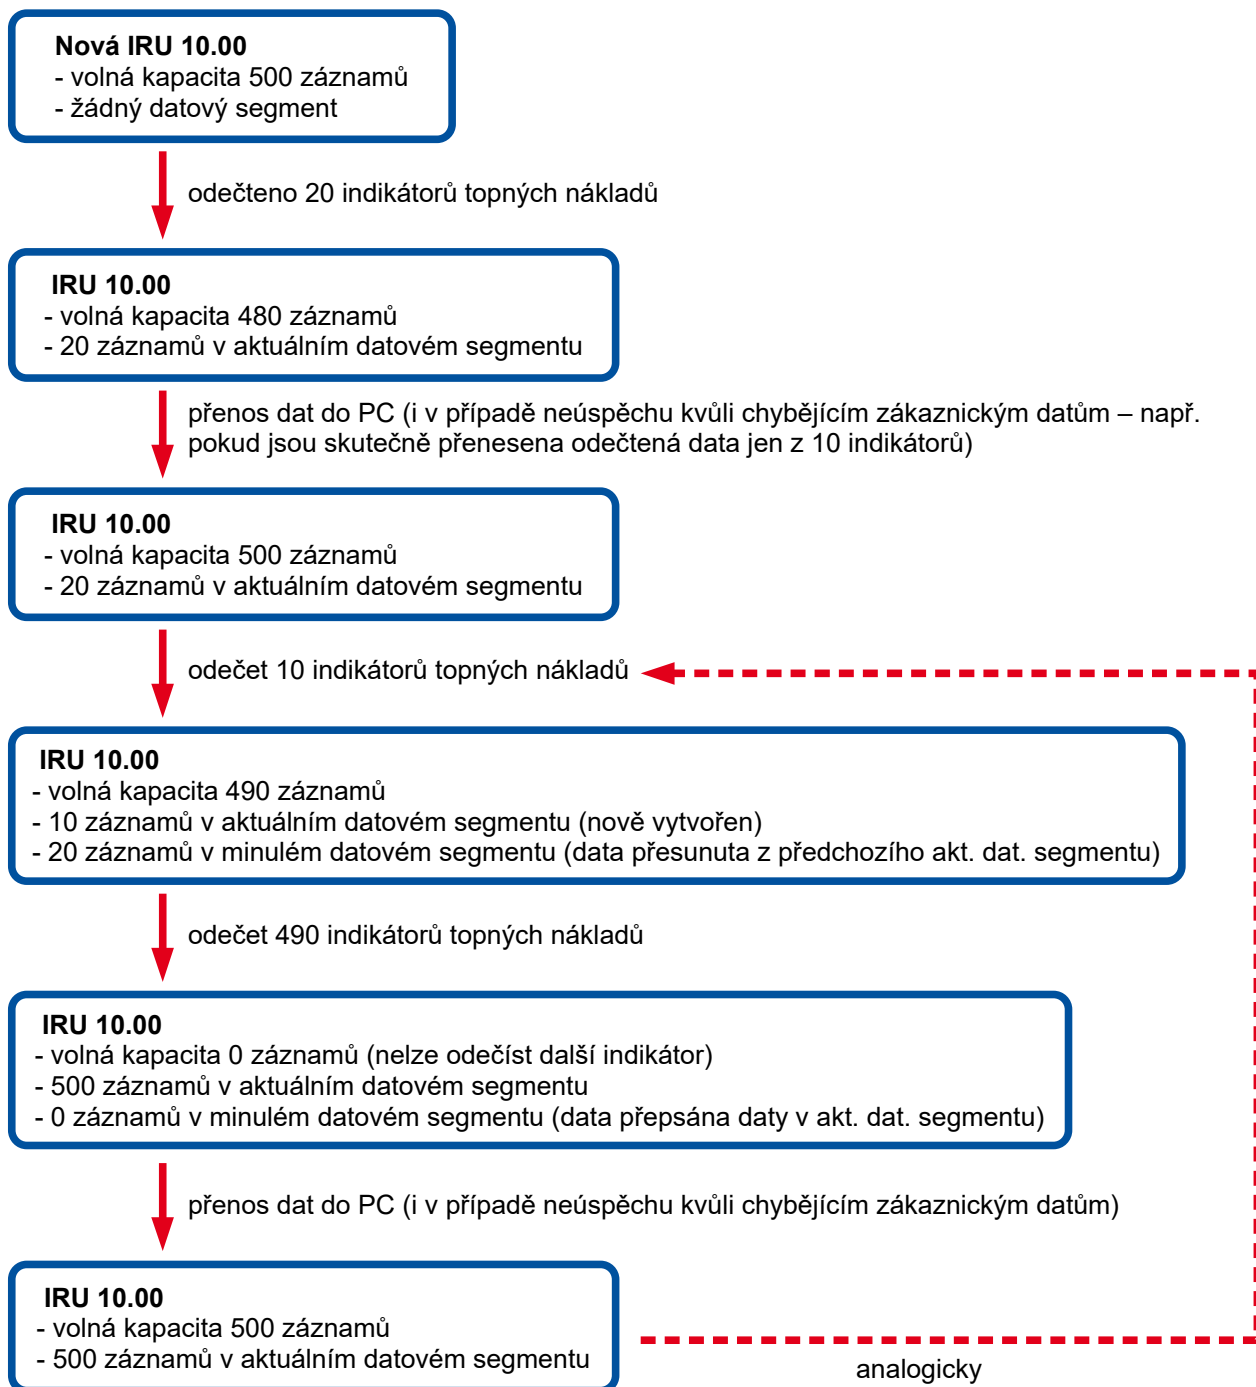 Nová IRU 10.00
- volná kapacita 500 záznamů
- žádný datový segment
odečteno 20 indikátorů topných nákladů
IRU 10.00
- volná kapacita 480 záznamů
- 20 záznamů v aktuálním datovém segmentu
přenos dat do PC (i v případě neúspěchu kvůli chybějícím zákaznickým datům – např.
pokud jsou skutečně přenesena odečtená data jen z 10 indikátorů)
IRU 10.00
- volná kapacita 500 záznamů
- 20 záznamů v aktuálním datovém segmentu
odečet 10 indikátorů topných nákladů
IRU 10.00
- volná kapacita 490 záznamů
- 10 záznamů v aktuálním datovém segmentu (nově vytvořen)
- 20 záznamů v minulém datovém segmentu (data přesunuta z předchozího akt. dat. segmentu)
odečet 490 indikátorů topných nákladů
IRU 10.00
- volná kapacita 0 záznamů (nelze odečíst další indikátor)
- 500 záznamů v aktuálním datovém segmentu
- 0 záznamů v minulém datovém segmentu (data přepsána daty v akt. dat. segmentu)
přenos dat do PC (i v případě neúspěchu kvůli chybějícím zákaznickým datům)
IRU 10.00
- volná kapacita 500 záznamů
- 500 záznamů v aktuálním datovém segmentu
analogicky